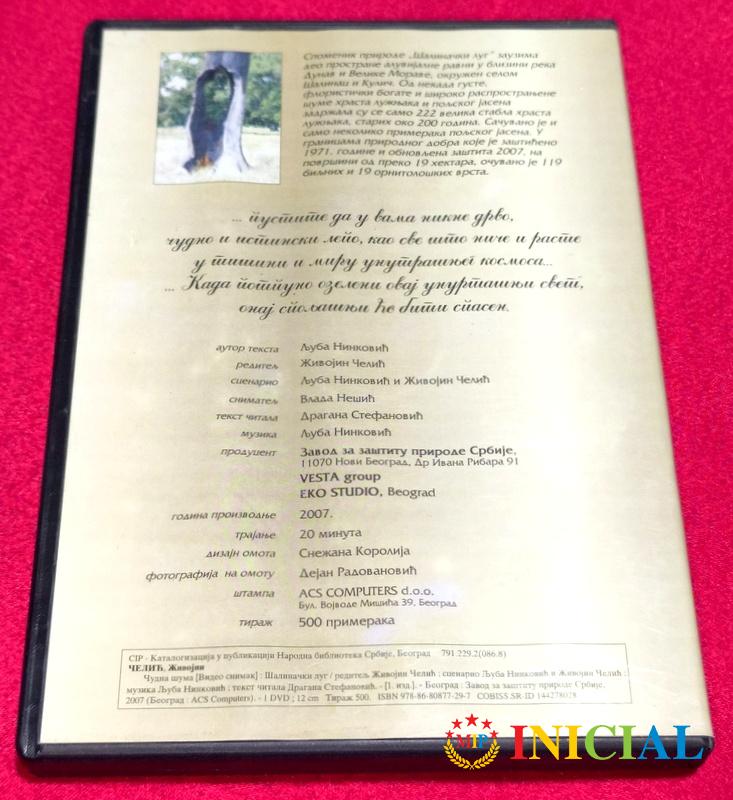 Споменик природе „Шалиначки луг" заузима
део простране алувијалне равни у близини река
Дунав и Велике Мораве, окружен селом
Шалинац и Кулич. Од некада густе,
флористички богате и широко распрострањене
шуме храста лужњака и пољског јасена
задржала су се само 222 велика стабла храста
лужњака, старих око 200 година. Сачувано је и
само неколико примерака пољског јасена. У
границама природног добра које је заштићено
1971. године и обновљена заштита 2007, на
површини од преко 19 хектара, очувано је 119
биљних и 19 орнитолошких врста.
... пустите да у вама никне дрво,
чудно и истински лепо, као све што ниче и расте
у тишини и миру унутрашњег космоса...
... Када потпуно озелени овај унурташњи свет,
онај спољашњи ће бити спасен.
аутор текста Љуба Нинковић
редитељ Живојин Челић
сценарио Љуба Нинковић и Живојин Челић
сниматељ Влада Нешић
текст читала Драгана Стефановић
музика Љуба Нинковић
продуцент Завод за заштиту природе Србије,
11070 Нови Београд, Др Ивана Рибара 91
VESTA group
EKO STUDIO, Beograd
година производње 2007.
трајање 20 минута
дизајн омота Снежана Королија
фотографија на омоту Дејан Радовановић
штампа ACS COMPUTERS d.o.o.
Бул. Војводе Мишића 39, Београд
тираж 500 примерака
CIP - Каталогизација у публикацији Народна библиотека Србије, Београд 791.229.2(086.8)
ЧЕЛИЋ, Живојин
Чудна шума [Видео снимак] : Шалиначки луг / редитељ Живојин Челић ; сценарио Љуба Нинковић и Живојин Челић ;
музика Љуба Нинковић ; текст читала Драгана Стефановић. - [1. изд.]. - Београд : Завод за заштиту природе Србије,
2007 (Београд : ACS Computers). - 1 DVD ; 12 cm Тираж 500. ISBN 978-86-80877-29-7 COBISS.SR-ID 144278028
MIP INICIAL